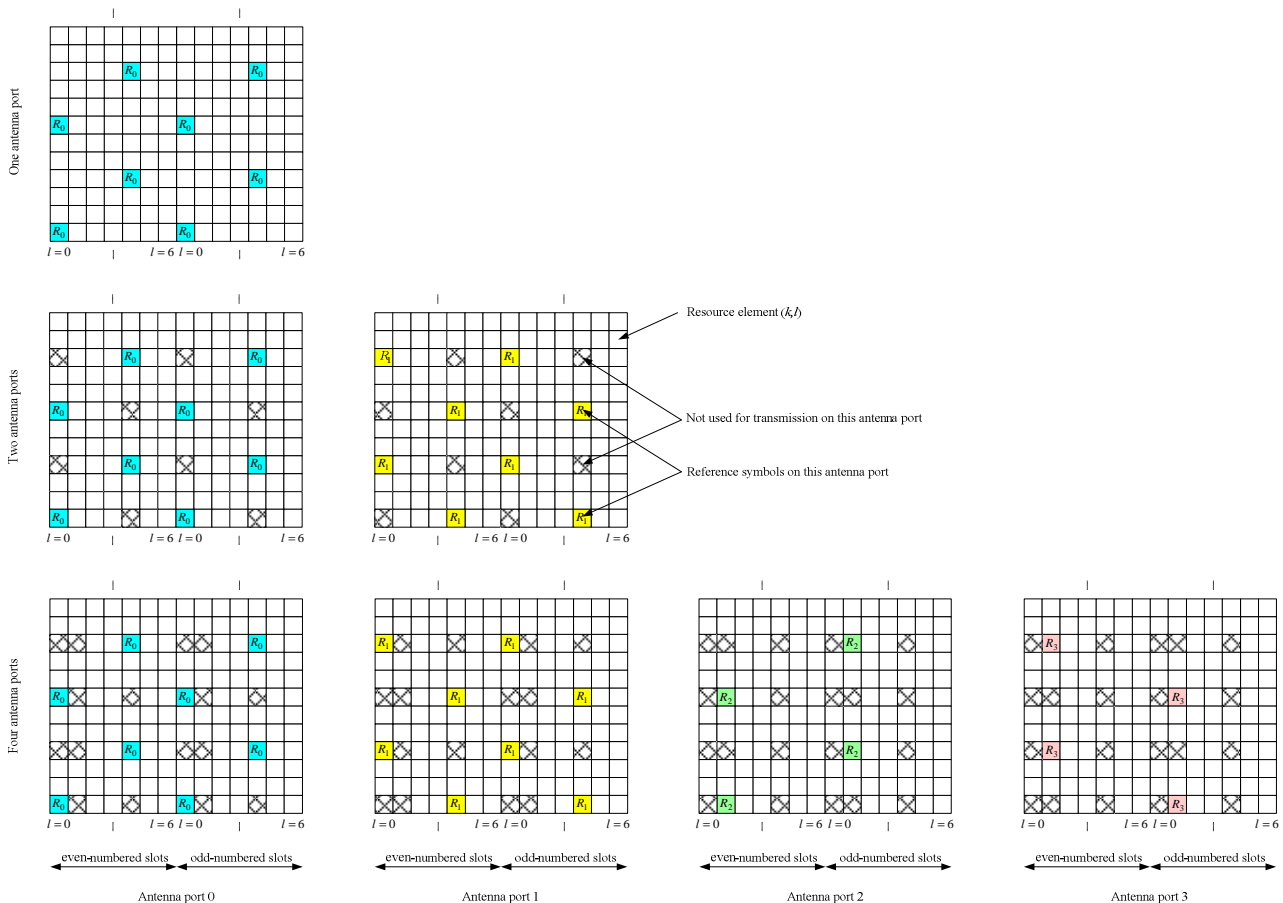 One antenna port
R0 R0
R0 R0
R0 R0
R0 R0
l = 0 l = 6 l = 0 l = 6
Two antenna ports
R0 R0 R1 R1
R0 R0 R1 R1
R0 R0 R1 R1
R0 R0 R1 R1
l = 0 l = 6 l = 0 l = 6 l = 0 l = 6 l = 0 l = 6
Resource element (k,l)
Not used for transmission on this antenna port
Reference symbols on this antenna port
Four antenna ports
R0 R0 R1 R1 R2 R3
R0 R0 R1 R1 R2 R3
R0 R0 R1 R1 R2 R3
R0 R0 R1 R1 R2 R3
l = 0 l = 6 l = 0 l = 6 l = 0 l = 6 l = 0 l = 6 l = 0 l = 6 l = 0 l = 6 l = 0 l = 6 l = 0 l = 6
even-numbered slots odd-numbered slots even-numbered slots odd-numbered slots even-numbered slots odd-numbered slots even-numbered slots odd-numbered slots
Antenna port 0 Antenna port 1 Antenna port 2 Antenna port 3